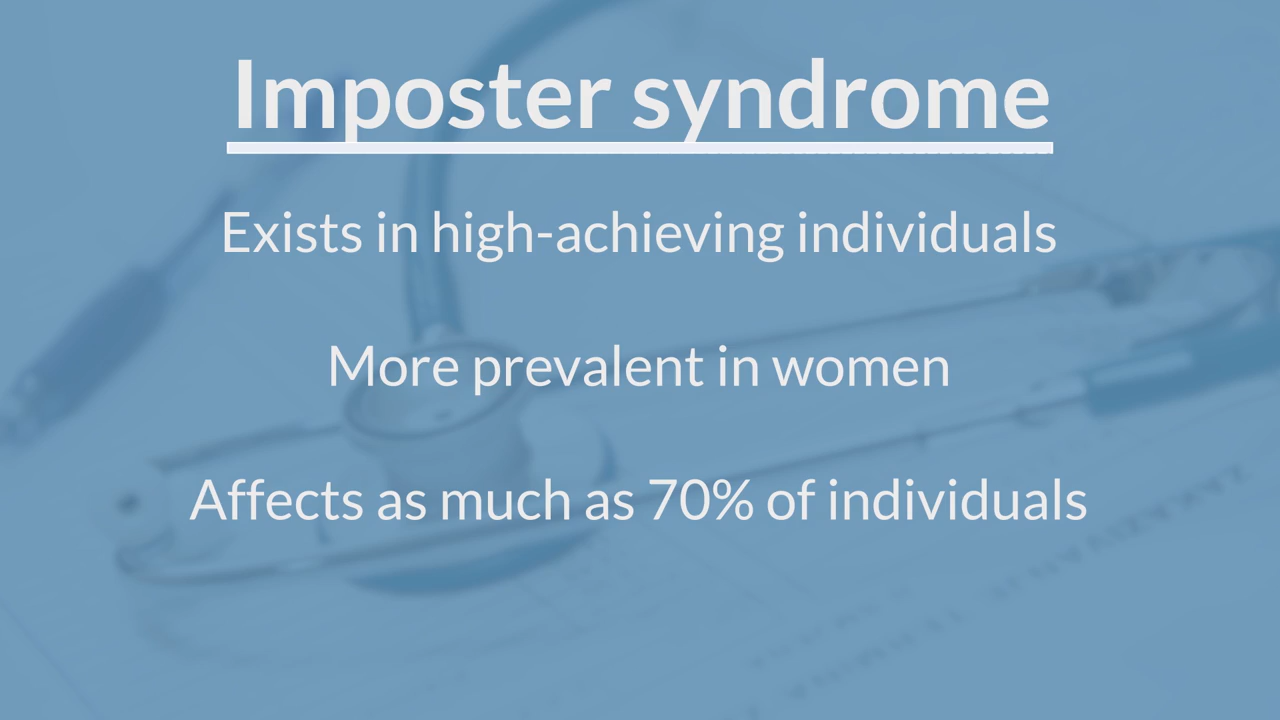 Imposter syndrome
Exists in high-achieving individuals
More prevalent in women
Affects as much as 70% of individuals